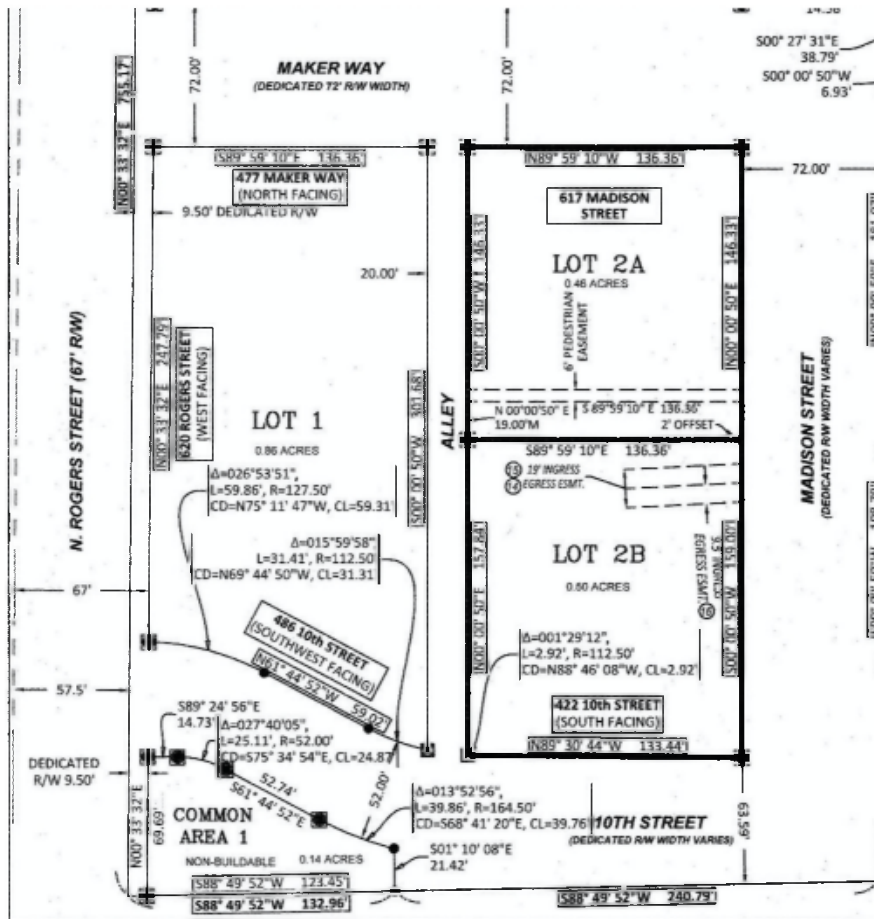 14.58'
S00° 27' 31"E
38.79'
S00° 00' 50"W
6.93'
MAKER WAY
(DEDICATED 72' R/W WIDTH)
72.00'
72.00'
N00° 33' 32"E 755.17'
S89° 59' 10"E 136.36'
N89° 59' 10"W 136.36'
72.00'
477 MAKER WAY
(NORTH FACING)
9.50' DEDICATED R/W
617 MADISON
STREET
S00° 00' 50"W 146.33'
N00° 00' 50"E 146.33'
LOT 2A
0.46 ACRES
20.00'
6' PEDESTRIAN
EASEMENT
N. ROGERS STREET (67' R/W)
N00° 33' 32"E 247.79'
620 ROGERS STREET
(WEST FACING)
LOT 1
0.86 ACRES
S00° 00' 50"W 301.68'
ALLEY
N 00°00'50" E
19.00'M
S 89°59'10" E 136.36'
2' OFFSET
S89° 59' 10"E 136.36'
MADISON STREET
(DEDICATED R/W WIDTH VARIES)
Δ=026°53'51",
L=59.86', R=127.50'
CD=N75° 11' 47"W, CL=59.31'
15 19' INGRESS
14 EGRESS ESMT.
Δ=015°59'58",
L=31.41', R=112.50'
CD=N69° 44' 50"W, CL=31.31'
LOT 2B
0.60 ACRES
N00° 00' 50"E 157.84'
S00° 00' 50"W 159.00'
EGRESS ESMT. 16
67'
486 10th STREET
(SOUTHWEST FACING)
N61° 44' 52"W 59.02'
Δ=001°29'12",
L=2.92', R=112.50'
CD=N88° 46' 08"W, CL=2.92'
57.5'
S89° 24' 56"E
14.73'
Δ=027°40'05",
L=25.11', R=52.00'
CD=S75° 34' 54"E, CL=24.87'
422 10th STREET
(SOUTH FACING)
N89° 30' 44"W 133.44'
DEDICATED
R/W 9.50'
N00° 33' 32"E
69.69'
52.74'
S61° 44' 52"E
52.00'
Δ=013°52'56",
L=39.86', R=164.50'
CD=S68° 41' 20"E, CL=39.76'
COMMON
AREA 1
NON-BUILDABLE 0.14 ACRES
10TH STREET
(DEDICATED R/W WIDTH VARIES)
63.59'
S01° 10' 08"E
21.42'
S88° 49' 52"W 123.45'
S88° 49' 52"W 132.96'
S88° 49' 52"W 240.79'